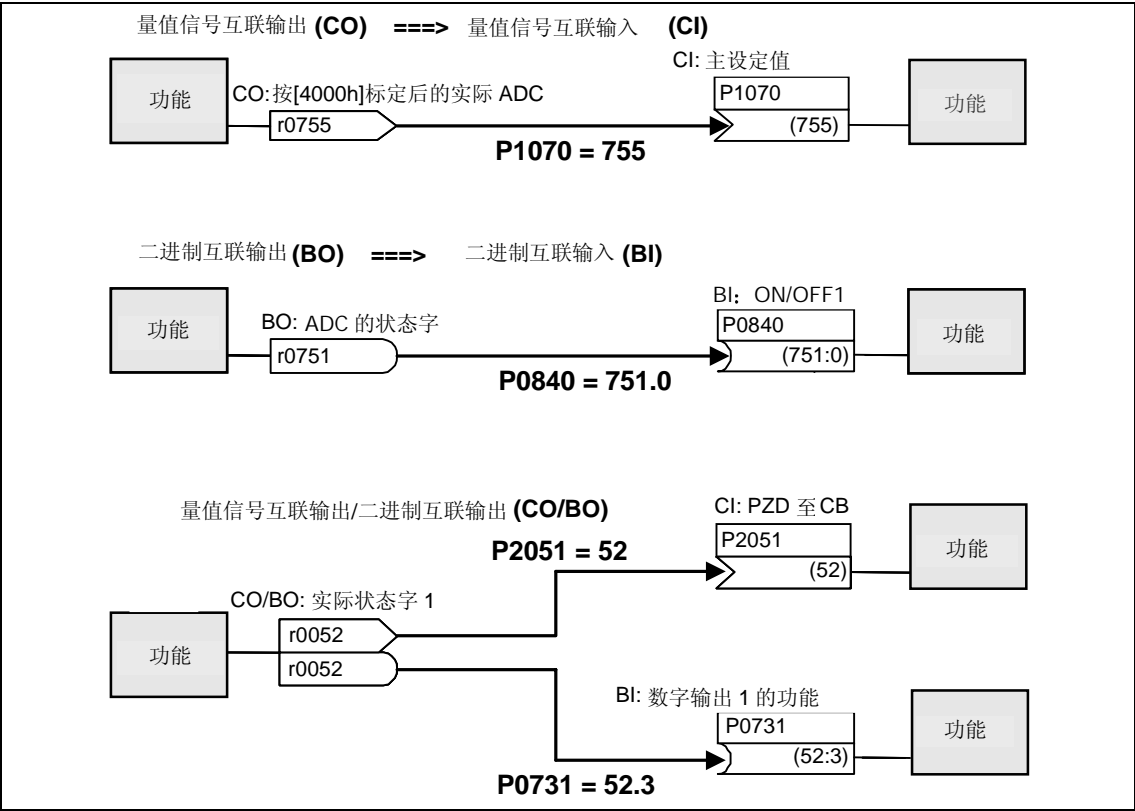 量值信号互联输出 (CO) ===> 量值信号互联输入 (CI)
CI: 主设定值
功能
CO:按[4000h]标定后的实际 ADC
P1070
功能
r0755
(755)
P1070 = 755
二进制互联输出 (BO) ===> 二进制互联输入 (BI)
BI：ON/OFF1
功能
BO: ADC 的状态字
P0840
功能
r0751
(751:0)
P0840 = 751.0
量值信号互联输出/二进制互联输出 (CO/BO)
CI: PZD 至 CB
P2051 = 52
P2051
功能
(52)
CO/BO: 实际状态字 1
r0052
功能
r0052
BI: 数字输出 1 的功能
P0731
功能
(52:3)
P0731 = 52.3